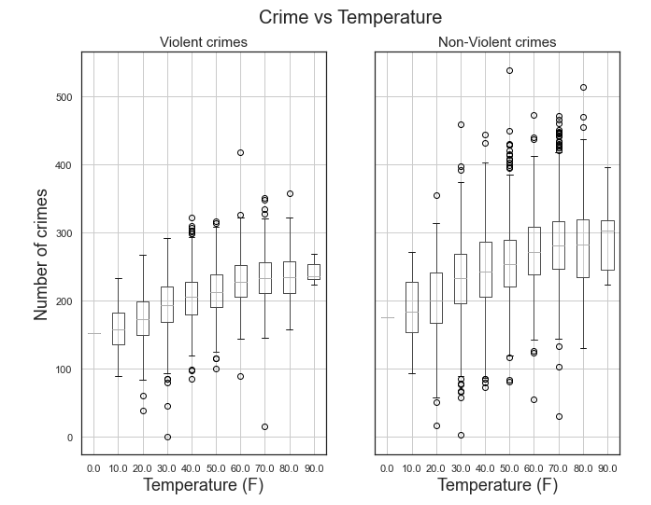 Crime vs Temperature
Violent crimes
Non-Violent crimes
Number of crimes
500
400
300
200
100
0
0.0 10.0 20.0 30.0 40.0 50.0 60.0 70.0 80.0 90.0
0.0 10.0 20.0 30.0 40.0 50.0 60.0 70.0 80.0 90.0
Temperature (F)
Temperature (F)